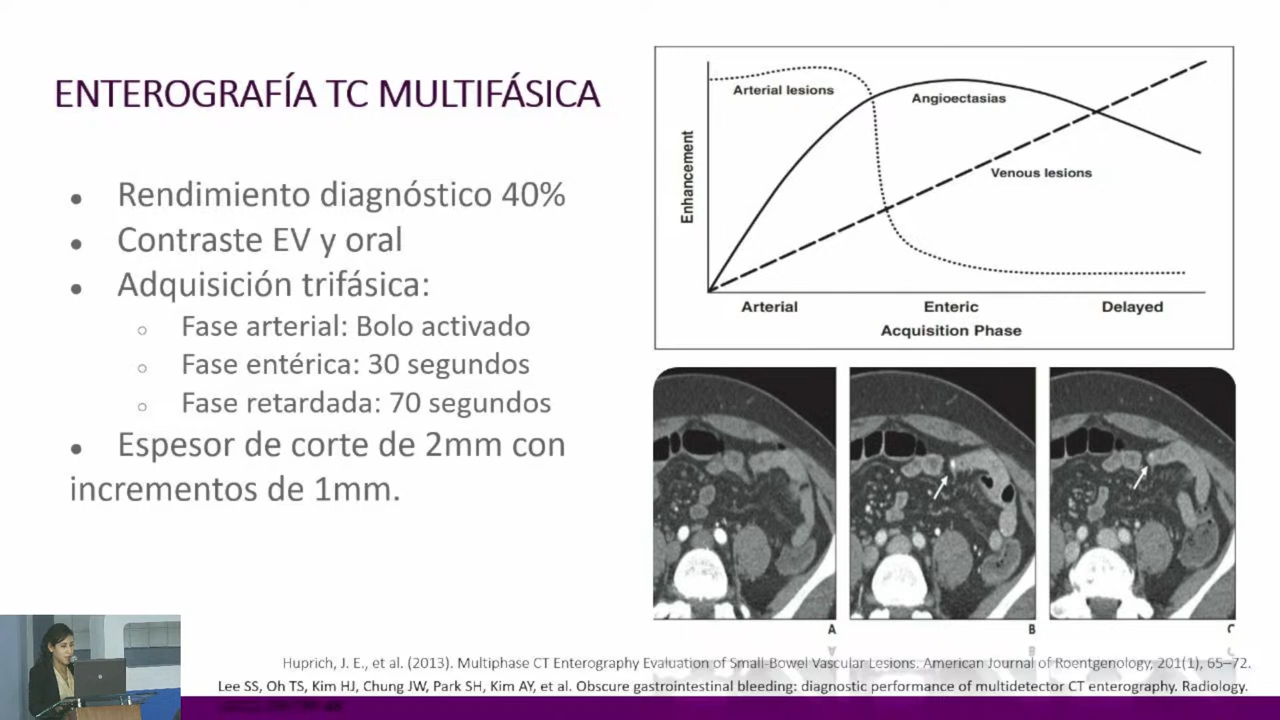 ENTEROGRAFÍA TC MULTIFÁSICA
• Rendimiento diagnóstico 40%
• Contraste EV y oral
• Adquisición trifásica:
○ Fase arterial: Bolo activado
○ Fase entérica: 30 segundos
○ Fase retardada: 70 segundos
• Espesor de corte de 2mm con
incrementos de 1mm.
Arterial lesions
Angioectasias
Venous lesions
Enhancement
Arterial
Enteric
Delayed
Acquisition Phase
A
B
C
Huprich, J. E., et al. (2013). Multiphase CT Enterography Evaluation of Small-Bowel Vascular Lesions. American Journal of Roentgenology, 201(1), 65–72.
Lee SS, Oh TS, Kim HJ, Chung JW, Park SH, Kim AY, et al. Obscure gastrointestinal bleeding: diagnostic performance of multidetector CT enterography. Radiology.